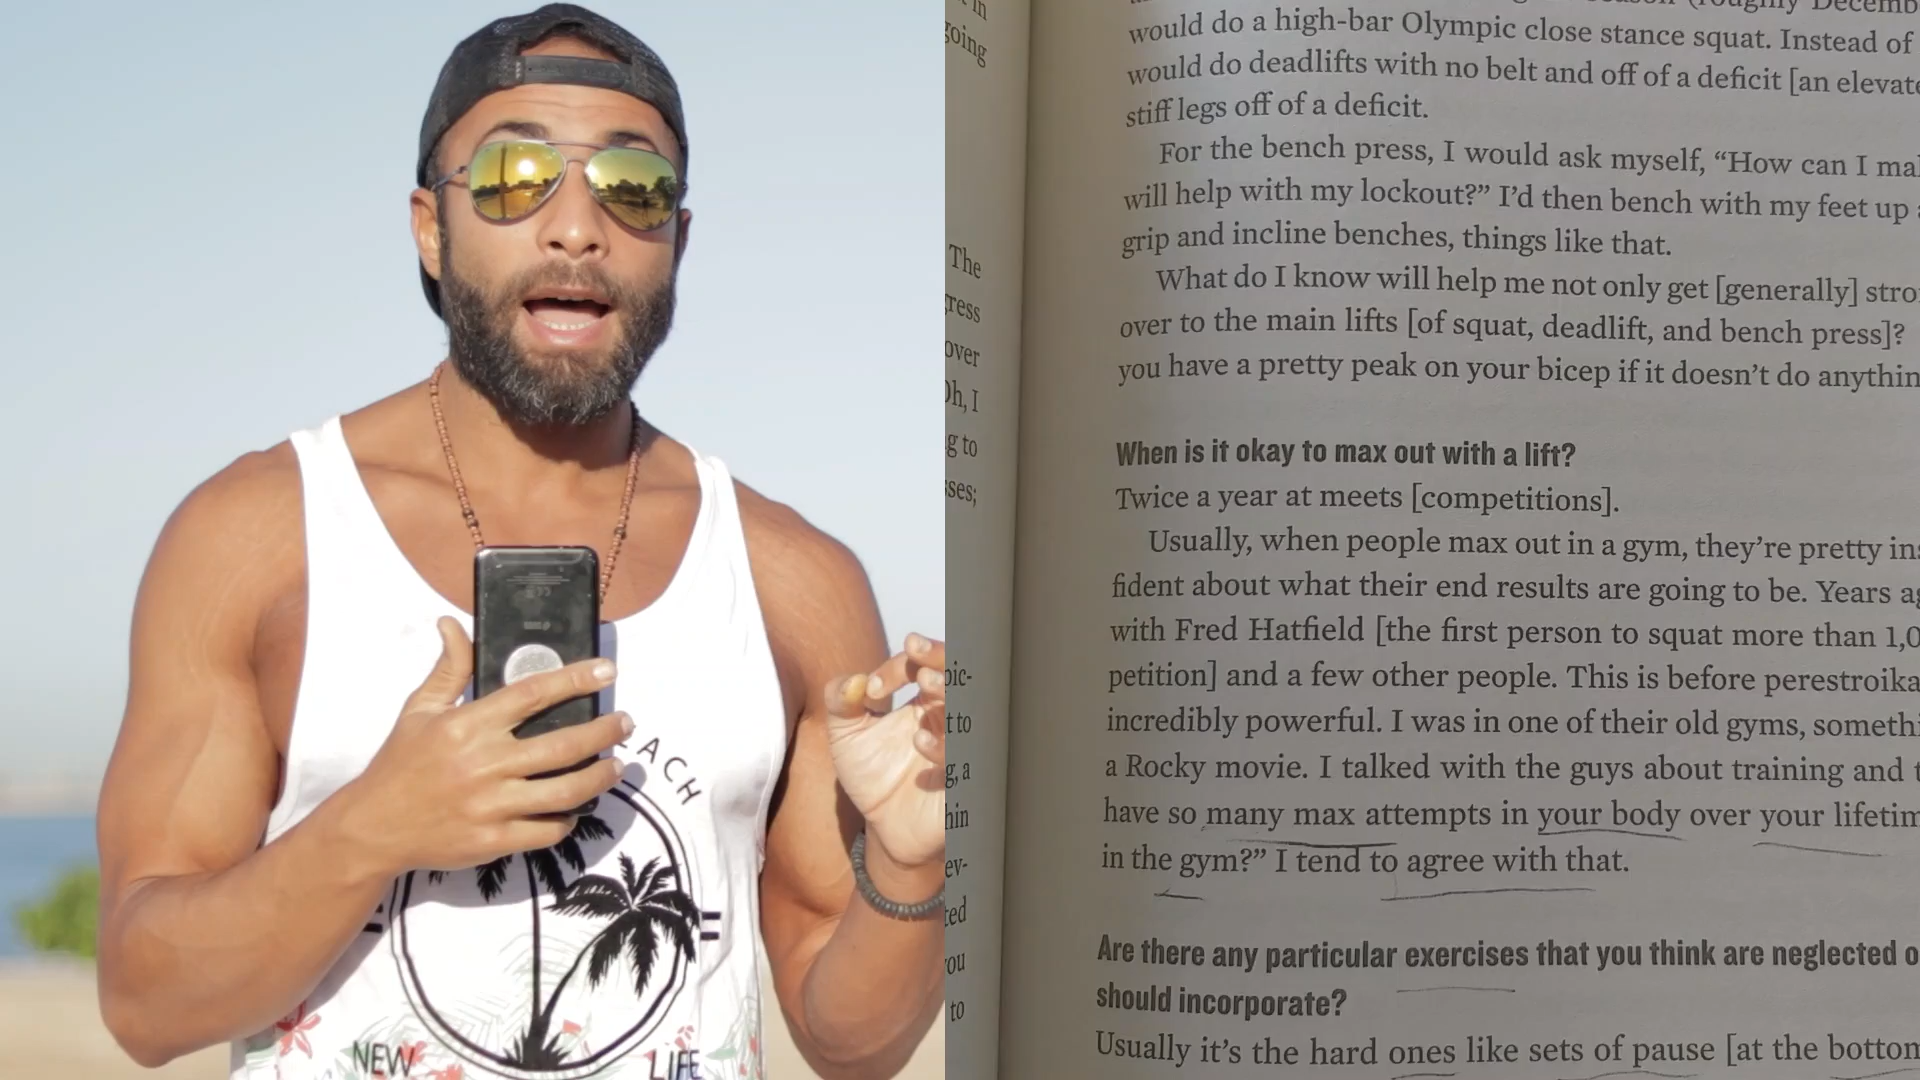 EACH
NEW LIFE
in
going
The
ress
over
Oh, I
g to
ses;
pic-
t to
g, a
hin
ev-
ted
you
to
would do a high-bar Olympic close stance squat. Instead of
would do deadlifts with no belt and off of a deficit [an elevate
stiff legs off of a deficit.
For the bench press, I would ask myself, “How can I mak
will help with my lockout?” I’d then bench with my feet up
grip and incline benches, things like that.
What do I know will help me not only get [generally] stro
over to the main lifts [of squat, deadlift, and bench press]?
you have a pretty peak on your bicep if it doesn’t do anythin
When is it okay to max out with a lift?
Twice a year at meets [competitions].
Usually, when people max out in a gym, they’re pretty ins
fident about what their end results are going to be. Years ag
with Fred Hatfield [the first person to squat more than 1,0
petition] and a few other people. This is before perestroika
incredibly powerful. I was in one of their old gyms, somethi
a Rocky movie. I talked with the guys about training and t
have so many max attempts in your body over your lifetim
in the gym?” I tend to agree with that.
Are there any particular exercises that you think are neglected o
should incorporate?
Usually it’s the hard ones like sets of pause [at the bottom